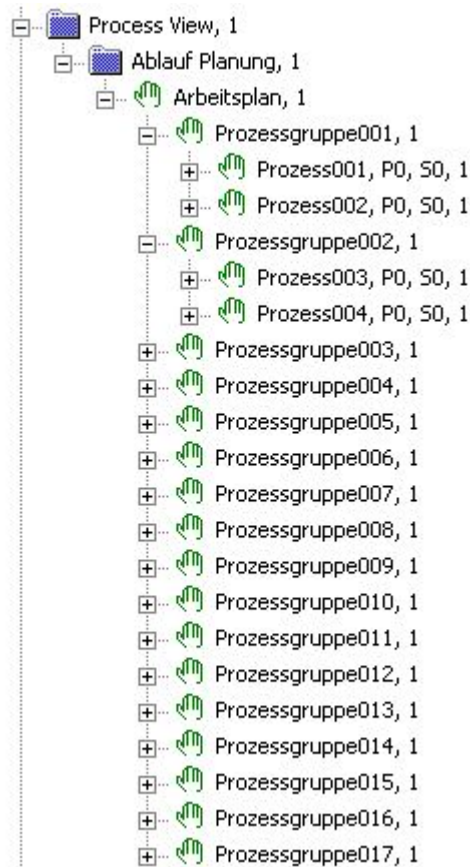 Process View, 1
Ablauf Planung, 1
Arbeitsplan, 1
Prozessgruppe001, 1
Prozess001, P0, S0, 1
Prozess002, P0, S0, 1
Prozessgruppe002, 1
Prozess003, P0, S0, 1
Prozess004, P0, S0, 1
Prozessgruppe003, 1
Prozessgruppe004, 1
Prozessgruppe005, 1
Prozessgruppe006, 1
Prozessgruppe007, 1
Prozessgruppe008, 1
Prozessgruppe009, 1
Prozessgruppe010, 1
Prozessgruppe011, 1
Prozessgruppe012, 1
Prozessgruppe013, 1
Prozessgruppe014, 1
Prozessgruppe015, 1
Prozessgruppe016, 1
Prozessgruppe017, 1